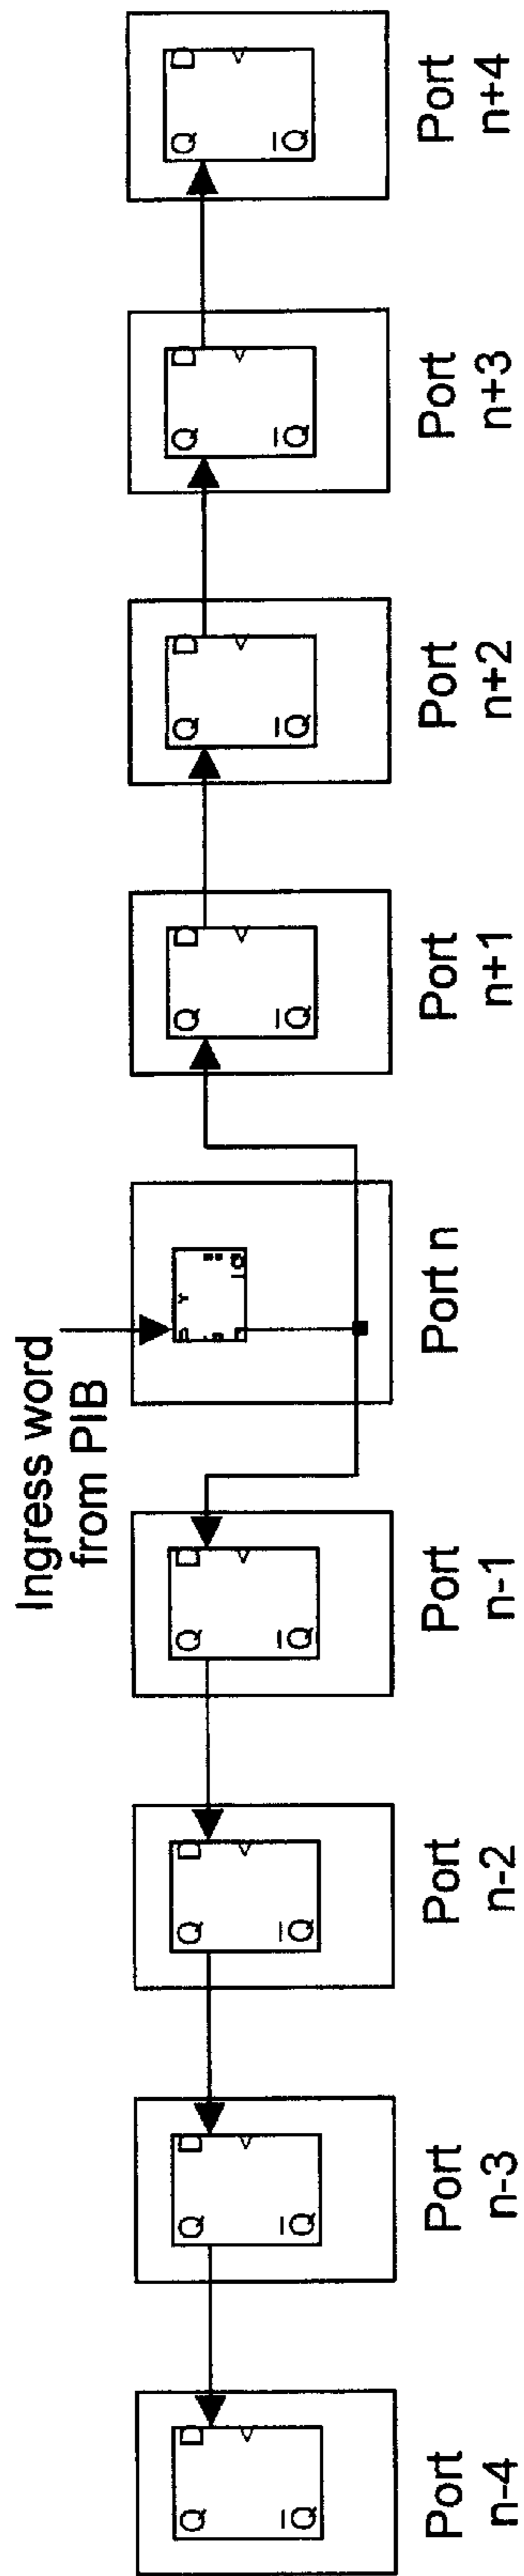 Ingress word
from PIB
Q D
Q̅
Q D
Q̅
Q D
Q̅
Q D
Q̅
Q D
Q̅
Q D
Q̅
Q D
Q̅
Q D
Q̅
Port
n-4
Port
n-3
Port
n-2
Port
n-1
Port n
Port
n+1
Port
n+2
Port
n+3
Port
n+4